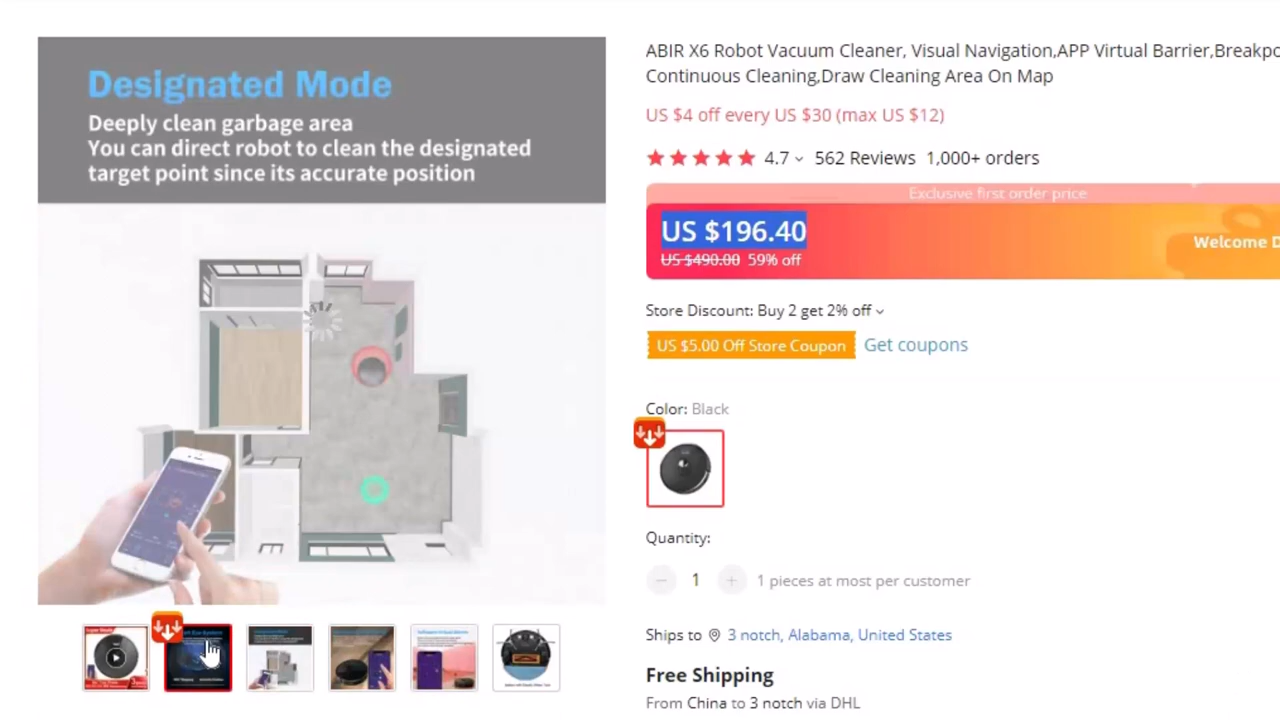 Designated Mode
Deeply clean garbage area
You can direct robot to clean the designated
target point since its accurate position
ABIR X6 Robot Vacuum Cleaner, Visual Navigation,APP Virtual Barrier,Breakpo
Continuous Cleaning,Draw Cleaning Area On Map
US $4 off every US $30 (max US $12)
4.7 562 Reviews 1,000+ orders
Exclusive first order price
US $196.40
US $490.00 59% off
Welcome D
Store Discount: Buy 2 get 2% off
US $5.00 Off Store Coupon Get coupons
Color: Black
Quantity:
1 1 pieces at most per customer
Ships to 3 notch, Alabama, United States
Free Shipping
From China to 3 notch via DHL